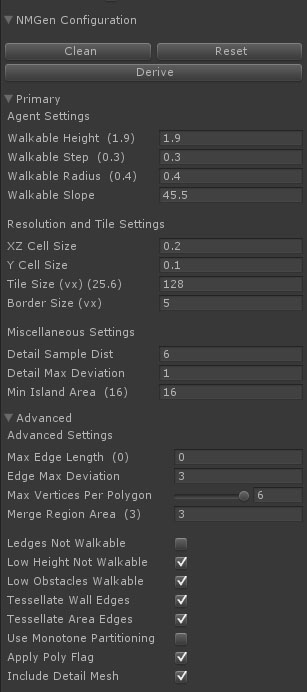 NMGen Configuration
Clean Reset
Derive
Primary
Agent Settings
Walkable Height (1.9) 1.9
Walkable Step (0.3) 0.3
Walkable Radius (0.4) 0.4
Walkable Slope 45.5
Resolution and Tile Settings
XZ Cell Size 0.2
Y Cell Size 0.1
Tile Size (vx) (25.6) 128
Border Size (vx) 5
Miscellaneous Settings
Detail Sample Dist 6
Detail Max Deviation 1
Min Island Area (16) 16
Advanced
Advanced Settings
Max Edge Length (0) 0
Edge Max Deviation 3
Max Vertices Per Polygon 6
Merge Region Area (3) 3
Ledges Not Walkable
Low Height Not Walkable
Low Obstacles Walkable
Tessellate Wall Edges
Tessellate Area Edges
Use Monotone Partitioning
Apply Poly Flag
Include Detail Mesh